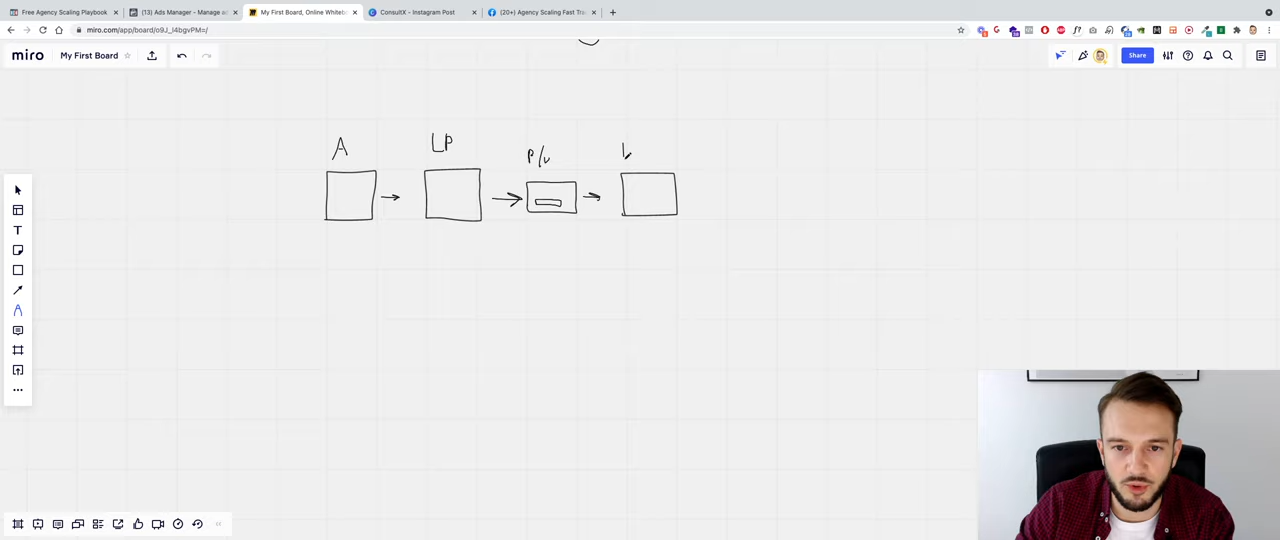 Free Agency Scaling Playbook
(13) Ads Manager - Manage ad
My First Board, Online Whitebo
ConsultX - Instagram Post
(20+) Agency Scaling Fast Tra
miro.com/app/board/o9J_l4bgvPM=/
miro
My First Board
Share
A
LP
P/U